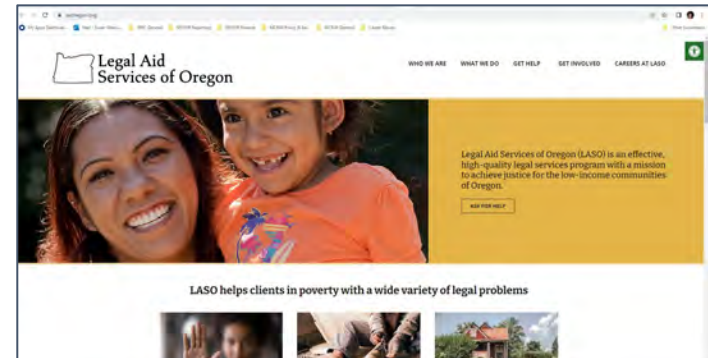 Legal Aid
Services of Oregon
WHO WE ARE WHAT WE DO GET HELP GET INVOLVED CAREERS AT LASO
Legal Aid Services of Oregon (LASO) is an effective,
high-quality legal services program with a mission
to achieve justice for the low-income communities
of Oregon.
ASK FOR HELP
LASO helps clients in poverty with a wide variety of legal problems